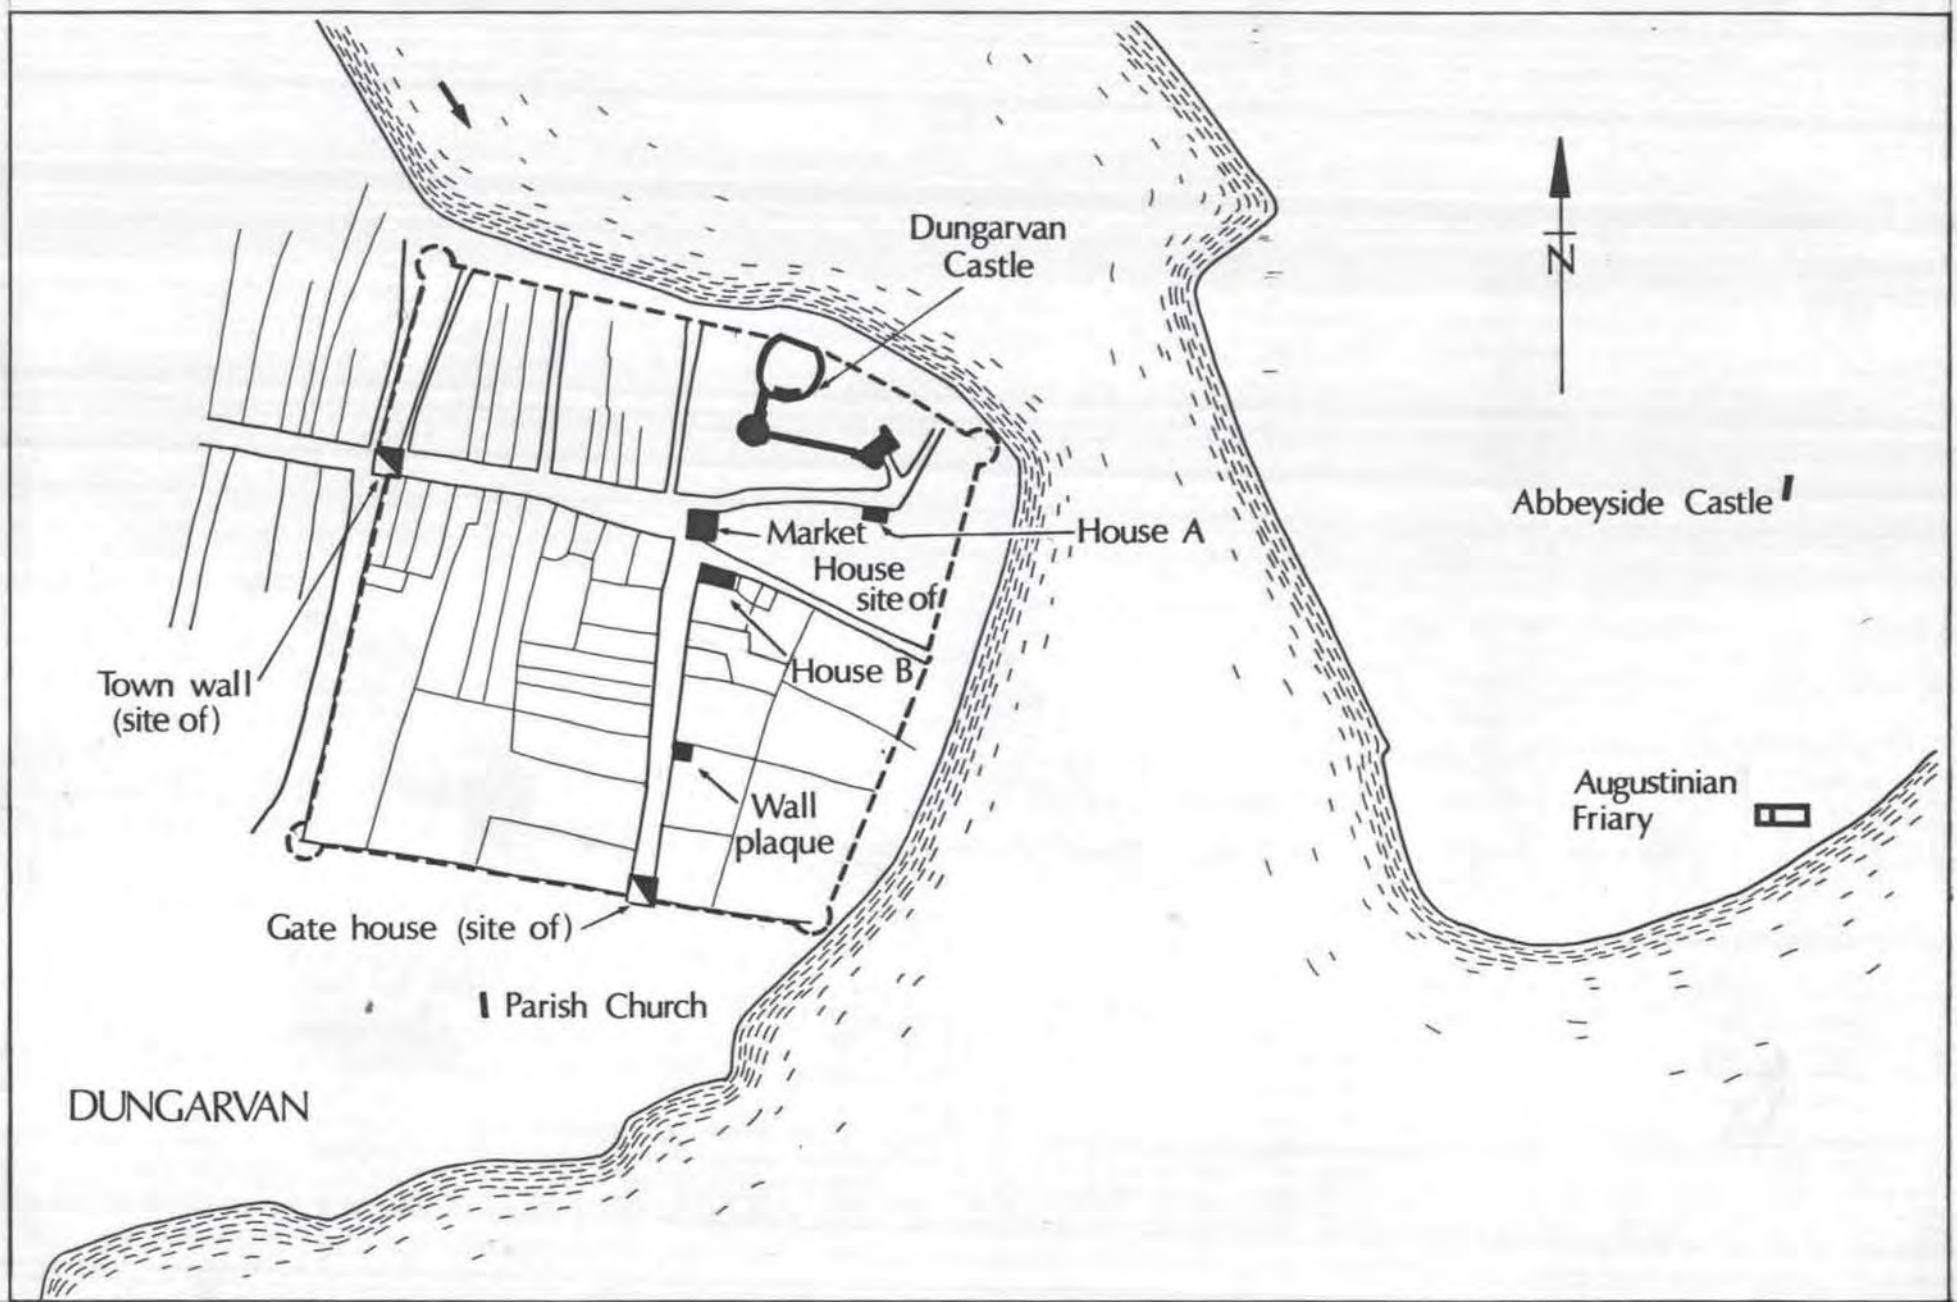 Dungarvan
Castle
N
Abbeyside Castle
Market
House
site of
House A
House B
Town wall
(site of)
Wall
plaque
Augustinian
Friary
Gate house (site of)
Parish Church
DUNGARVAN